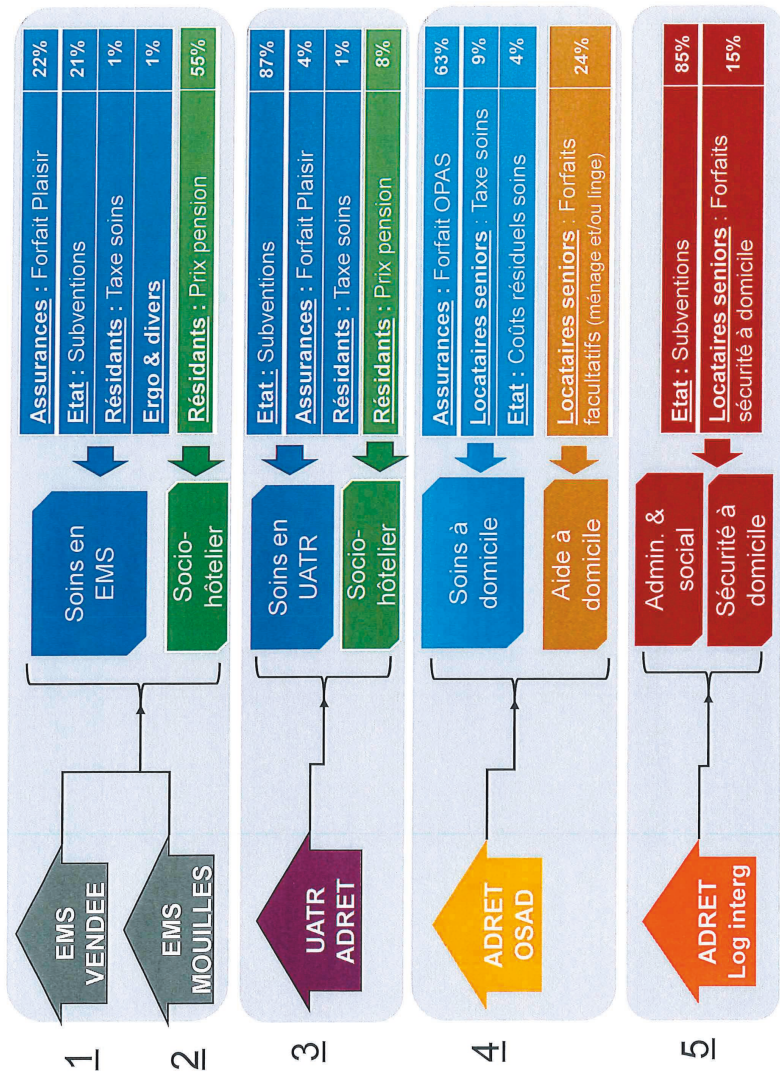 1
EMS
VENDEE
2
EMS
MOUILLES
Soins en
EMS
Socio-
hôtelier
Assurances : Forfait Plaisir 22%
Etat : Subventions 21%
Résidants : Taxe soins 1%
Ergo & divers 1%
Résidants : Prix pension 55%
3
UATR
ADRET
Soins en
UATR
Socio-
hôtelier
Etat : Subventions 87%
Assurances : Forfait Plaisir 4%
Résidants : Taxe soins 1%
Résidants : Prix pension 8%
4
ADRET
OSAD
Soins à
domicile
Aide à
domicile
Assurances : Forfait OPAS 63%
Locataires seniors : Taxe soins 9%
Etat : Coûts résiduels soins 4%
Locataires seniors : Forfaits
facultatifs (ménage et/ou linge) 24%
5
ADRET
Log interg
Admin. &
social
Sécurité à
domicile
Etat : Subventions 85%
Locataires seniors : Forfaits
sécurité à domicile 15%